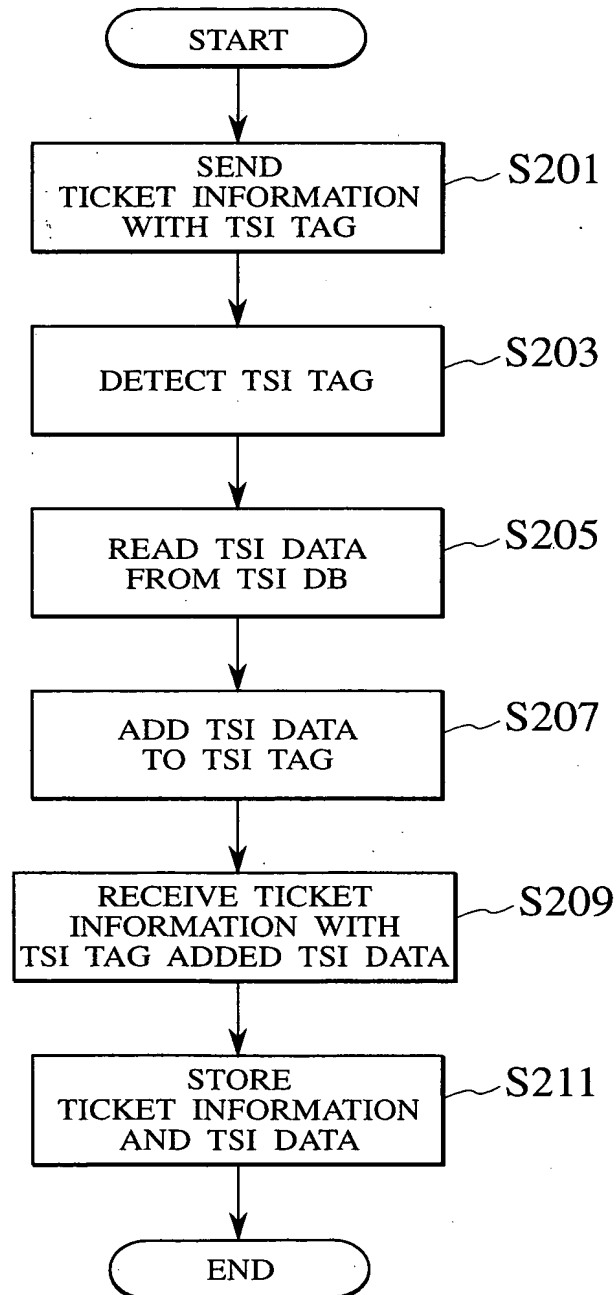 START
SEND
TICKET INFORMATION
WITH TSI TAG
S201
DETECT TSI TAG
S203
READ TSI DATA
FROM TSI DB
S205
ADD TSI DATA
TO TSI TAG
S207
RECEIVE TICKET
INFORMATION WITH
TSI TAG ADDED TSI DATA
S209
STORE
TICKET INFORMATION
AND TSI DATA
S211
END